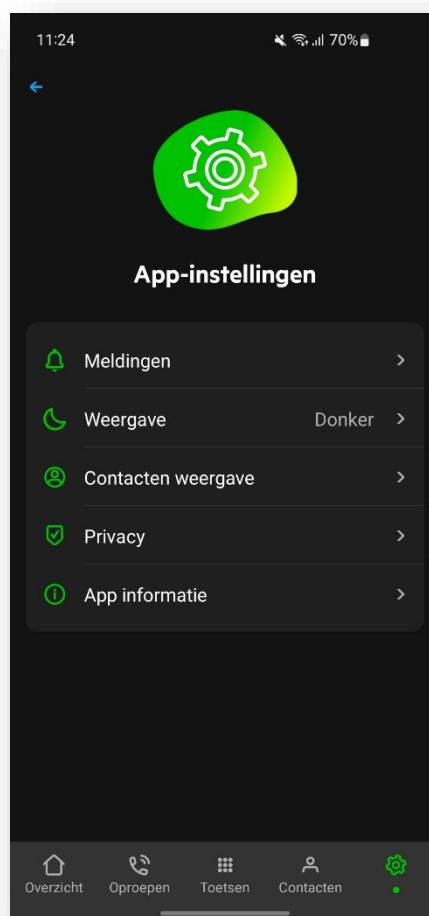 11:24 70%
App-instellingen
Meldingen
Weergave Donker
Contacten weergave
Privacy
App informatie
Overzicht Oproepen Toetsen Contacten